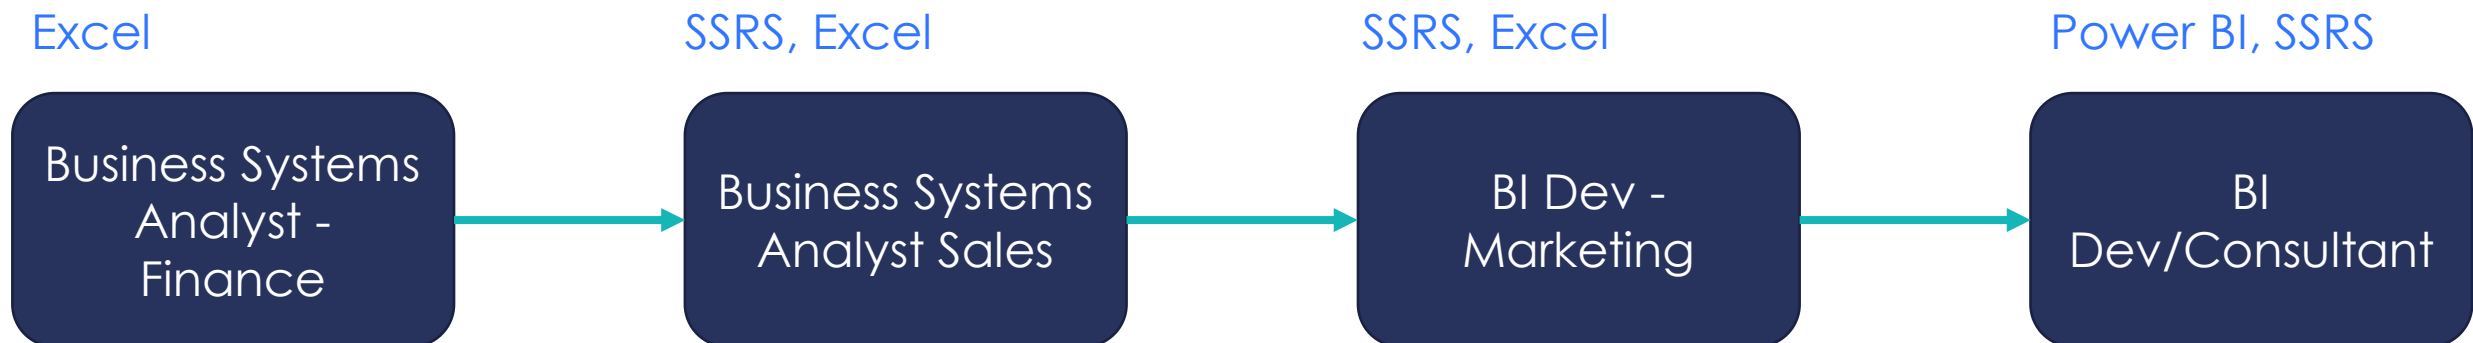 Excel
SSRS, Excel
SSRS, Excel
Power BI, SSRS
Business Systems
Analyst -
Finance
Business Systems
Analyst Sales
BI Dev -
Marketing
BI
Dev/Consultant